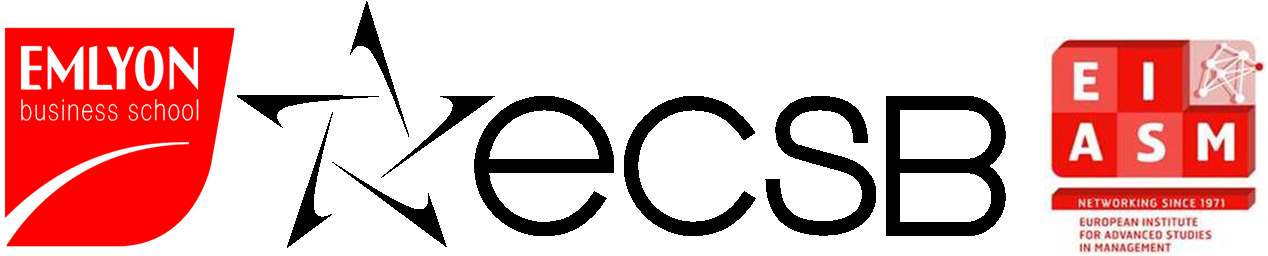 EMLYON
business school
ecsB
E I
A S M
NETWORKING SINCE 1971
EUROPEAN INSTITUTE
FOR ADVANCED STUDIES
IN MANAGEMENT